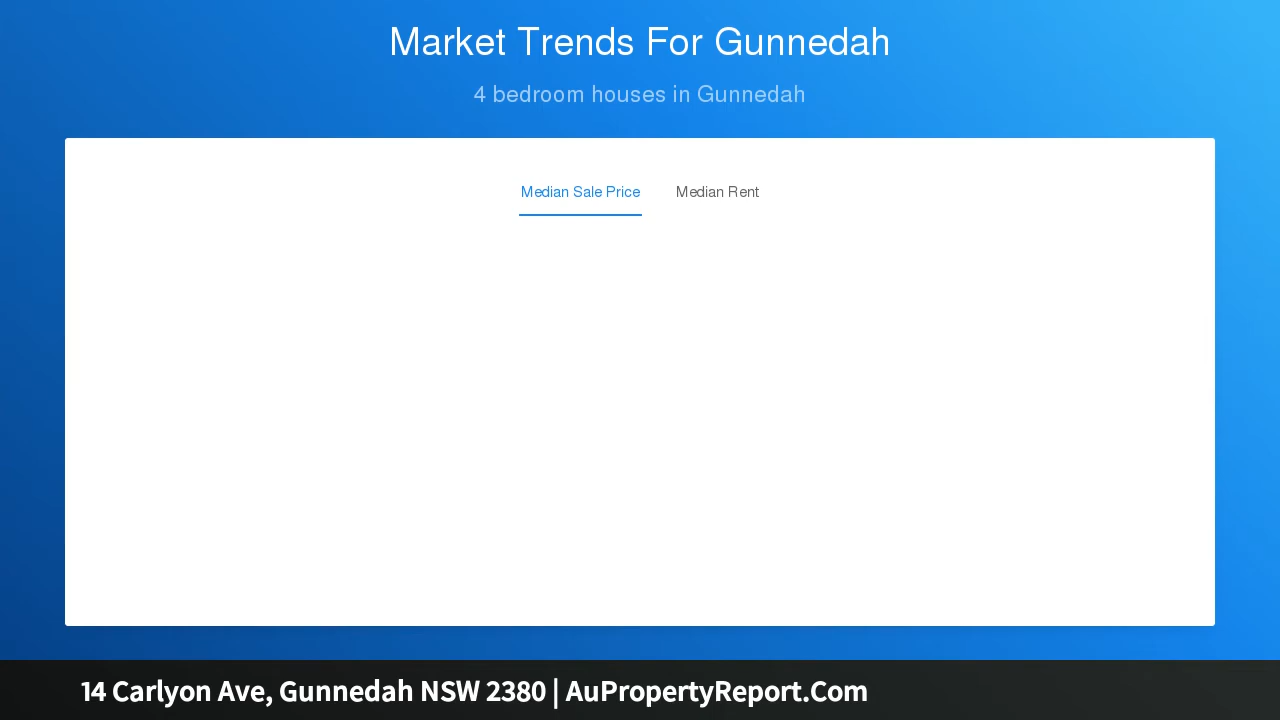 Market Trends For Gunnedah
4 bedroom houses in Gunnedah
Median Sale Price Median Rent
14 Carlyon Ave, Gunnedah NSW 2380 | AuPropertyReport.Com